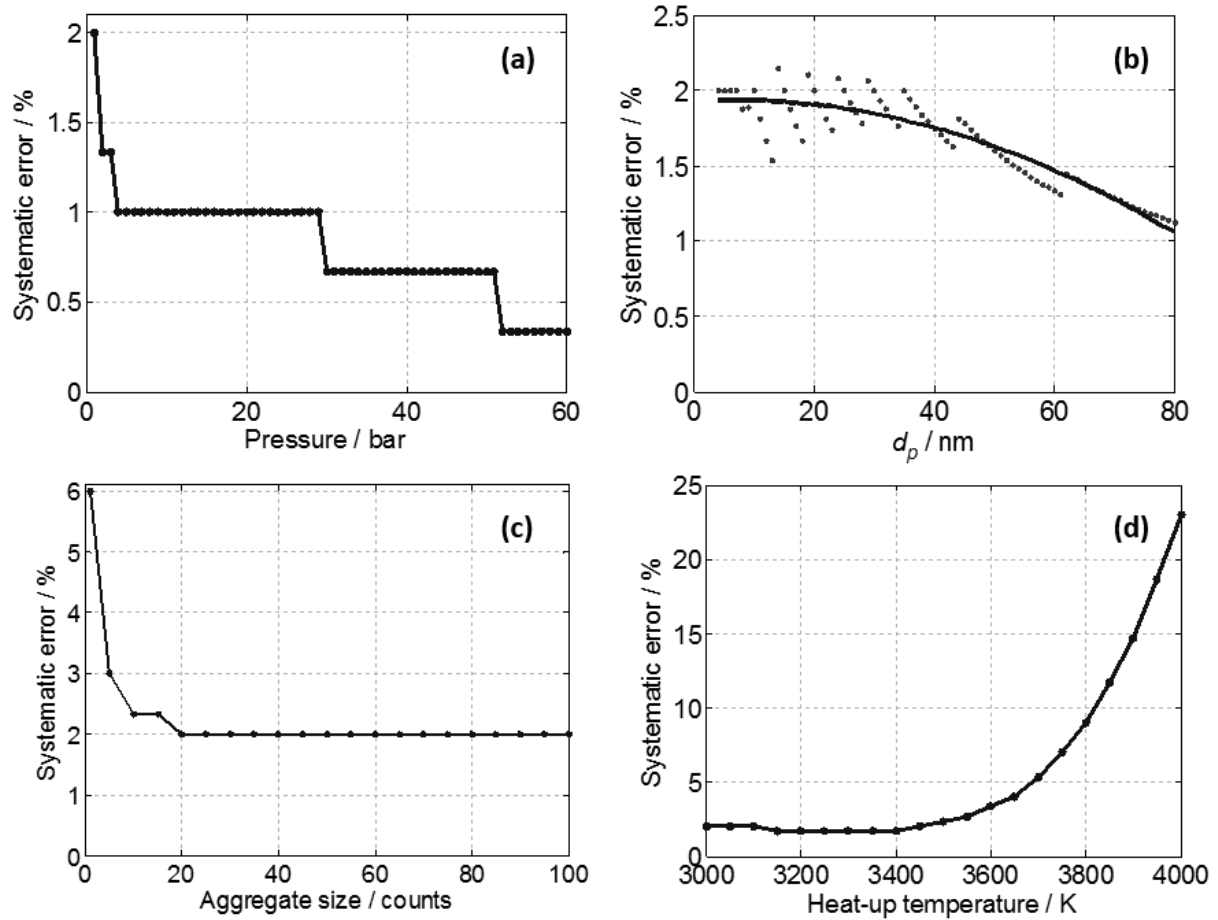 2
1.5
1
0.5
0
Systematic error / %
(a)
0 20 40 60
Pressure / bar
2.5
2
1.5
1
0.5
0
Systematic error / %
(b)
0 20 40 60 80
dₚ / nm
6
5
4
3
2
1
0
Systematic error / %
(c)
0 20 40 60 80 100
Aggregate size / counts
25
20
15
10
5
0
Systematic error / %
(d)
3000 3200 3400 3600 3800 4000
Heat-up temperature / K